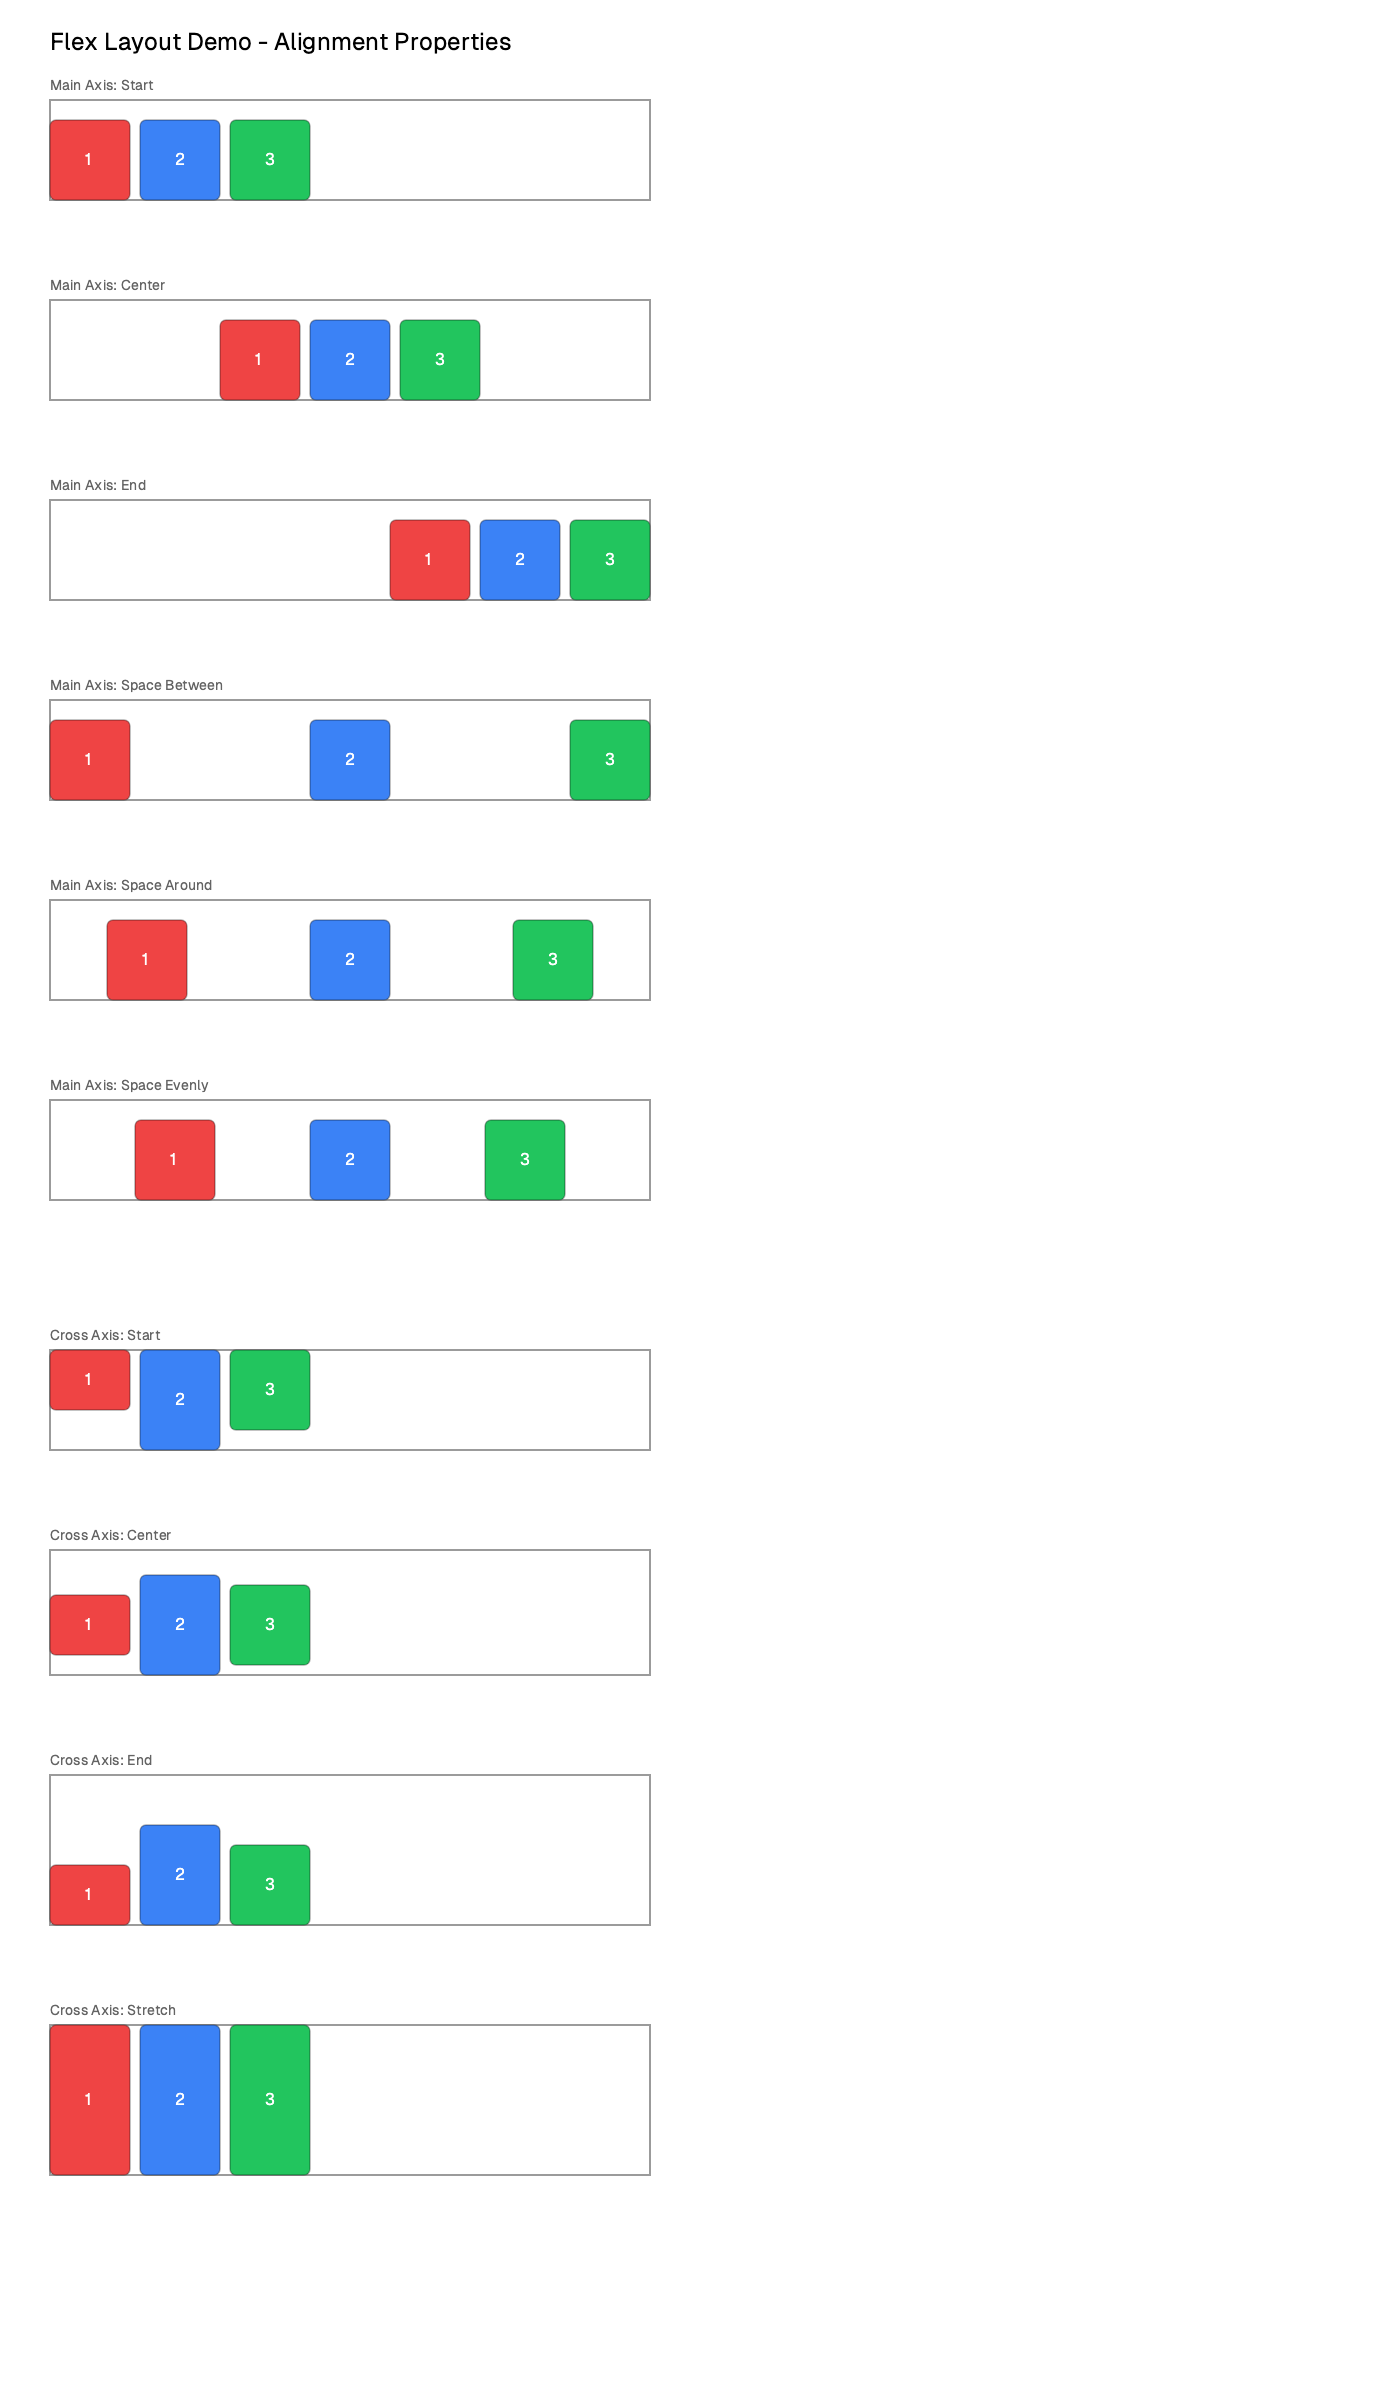 Flex Layout Demo - Alignment Properties
Main Axis: Start
1 2 3
Main Axis: Center
1 2 3
Main Axis: End
1 2 3
Main Axis: Space Between
1 2 3
Main Axis: Space Around
1 2 3
Main Axis: Space Evenly
1 2 3
Cross Axis: Start
1 2 3
Cross Axis: Center
1 2 3
Cross Axis: End
1 2 3
Cross Axis: Stretch
1 2 3